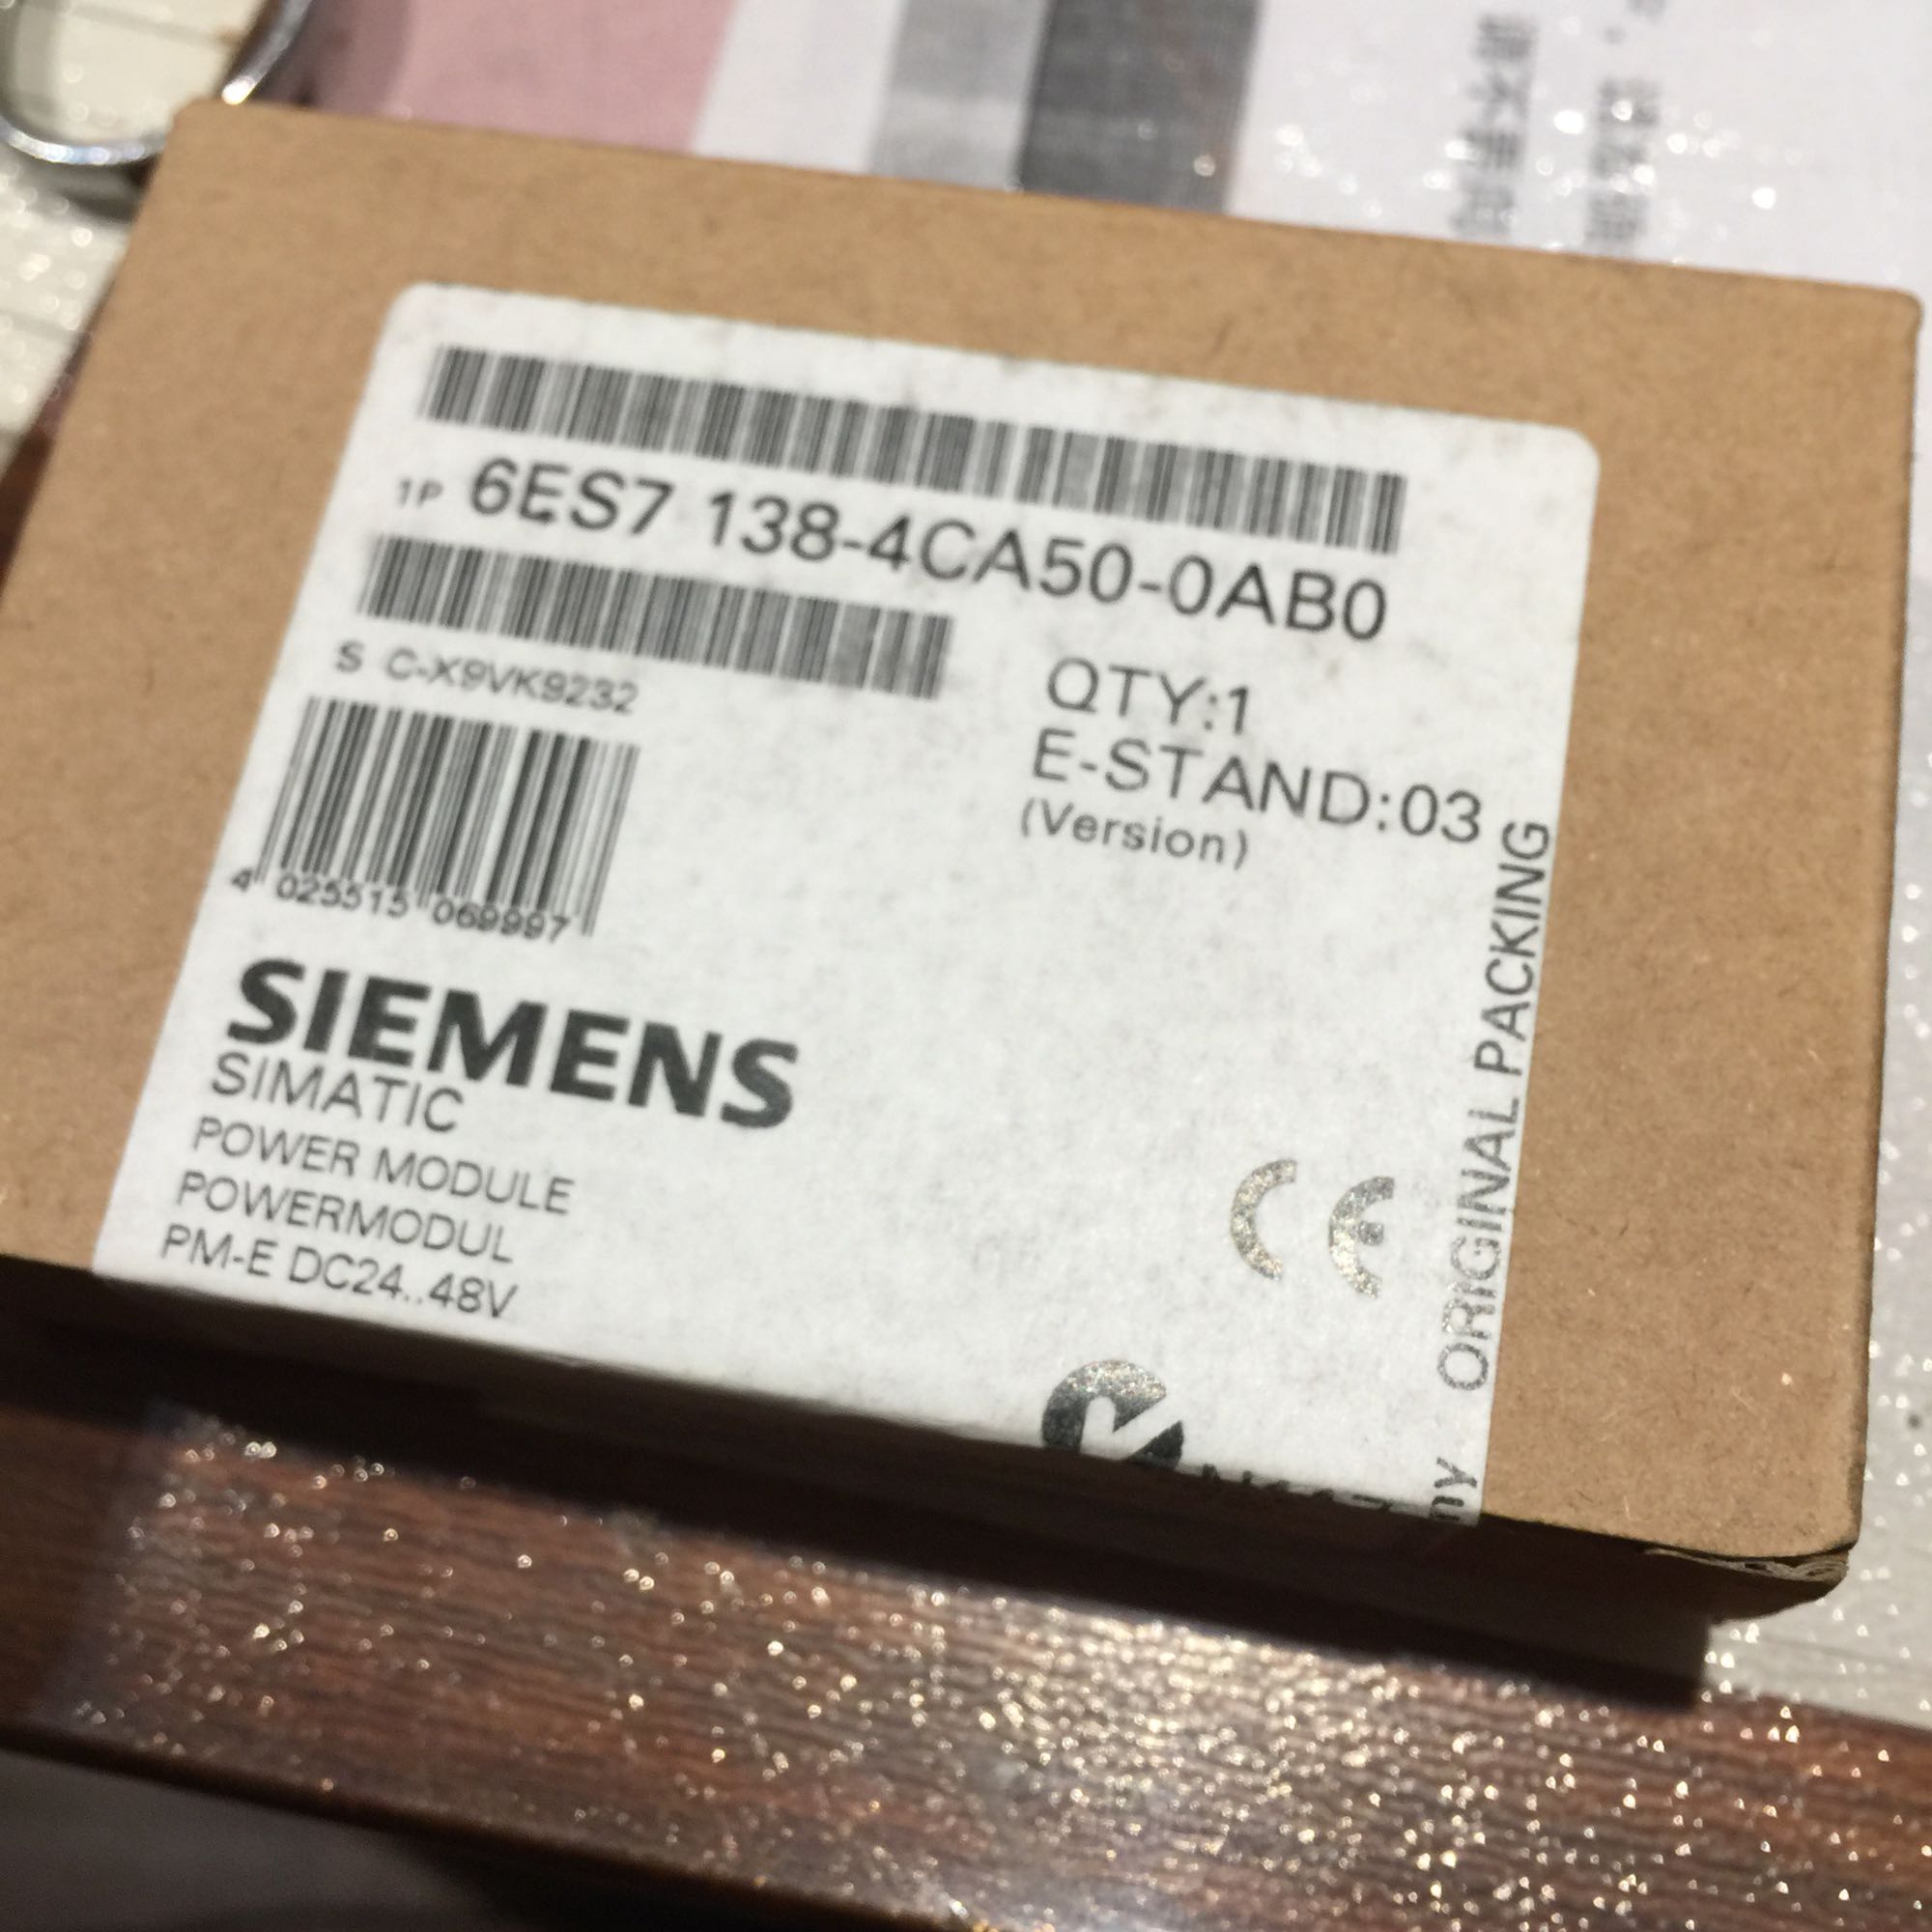 1P 6ES7 138-4CA50-0AB0
S C-X9VK9232
QTY:1
E-STAND:03
(Version)
4 025515 069997
SIEMENS
SIMATIC
POWER MODULE
POWERMODUL
PM-E DC24..48V
CE
ORIGINAL PACKING